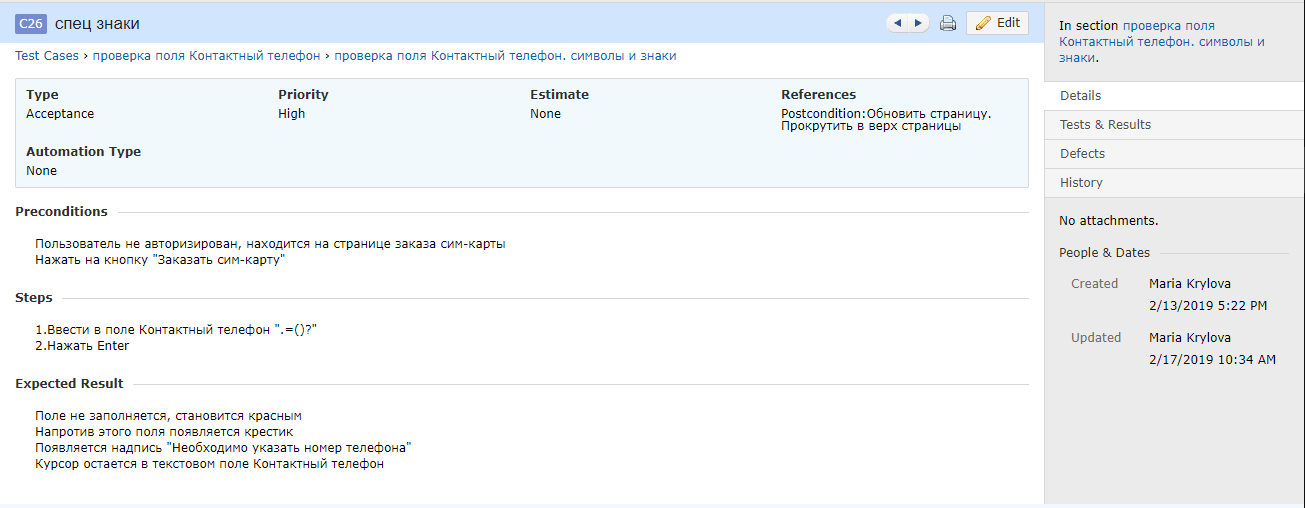 C26 спец знаки
Edit
Test Cases › проверка поля Контактный телефон › проверка поля Контактный телефон. символы и знаки
Type
Priority
Estimate
References
Acceptance
High
None
Postcondition:Обновить страницу.
Прокрутить в верх страницы
Automation Type
None
Preconditions
Пользователь не авторизирован, находится на странице заказа сим-карты
Нажать на кнопку "Заказать сим-карту"
Steps
1.Ввести в поле Контактный телефон ".=()?"
2.Нажать Enter
Expected Result
Поле не заполняется, становится красным
Напротив этого поля появляется крестик
Появляется надпись "Необходимо указать номер телефона"
Курсор остается в текстовом поле Контактный телефон
In section проверка поля
Контактный телефон. символы и
знаки.
Details
Tests & Results
Defects
History
No attachments.
People & Dates
Created
Maria Krylova
2/13/2019 5:22 PM
Updated
Maria Krylova
2/17/2019 10:34 AM